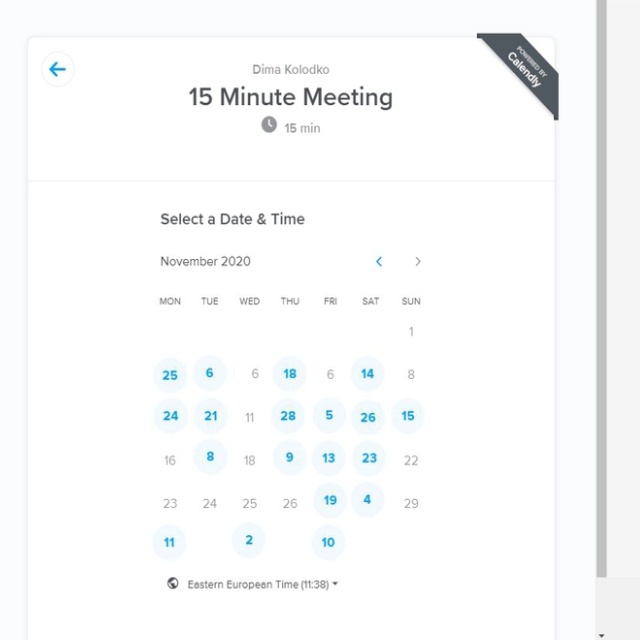 POWERED BY
Calendly
Dima Kolodko
15 Minute Meeting
15 min
Select a Date & Time
November 2020
MON TUE WED THU FRI SAT SUN
1
25 6 6 18 6 14 8
24 21 11 28 5 26 15
16 8 18 9 13 23 22
23 24 25 26 19 4 29
11 2 10
Eastern European Time (11:38)